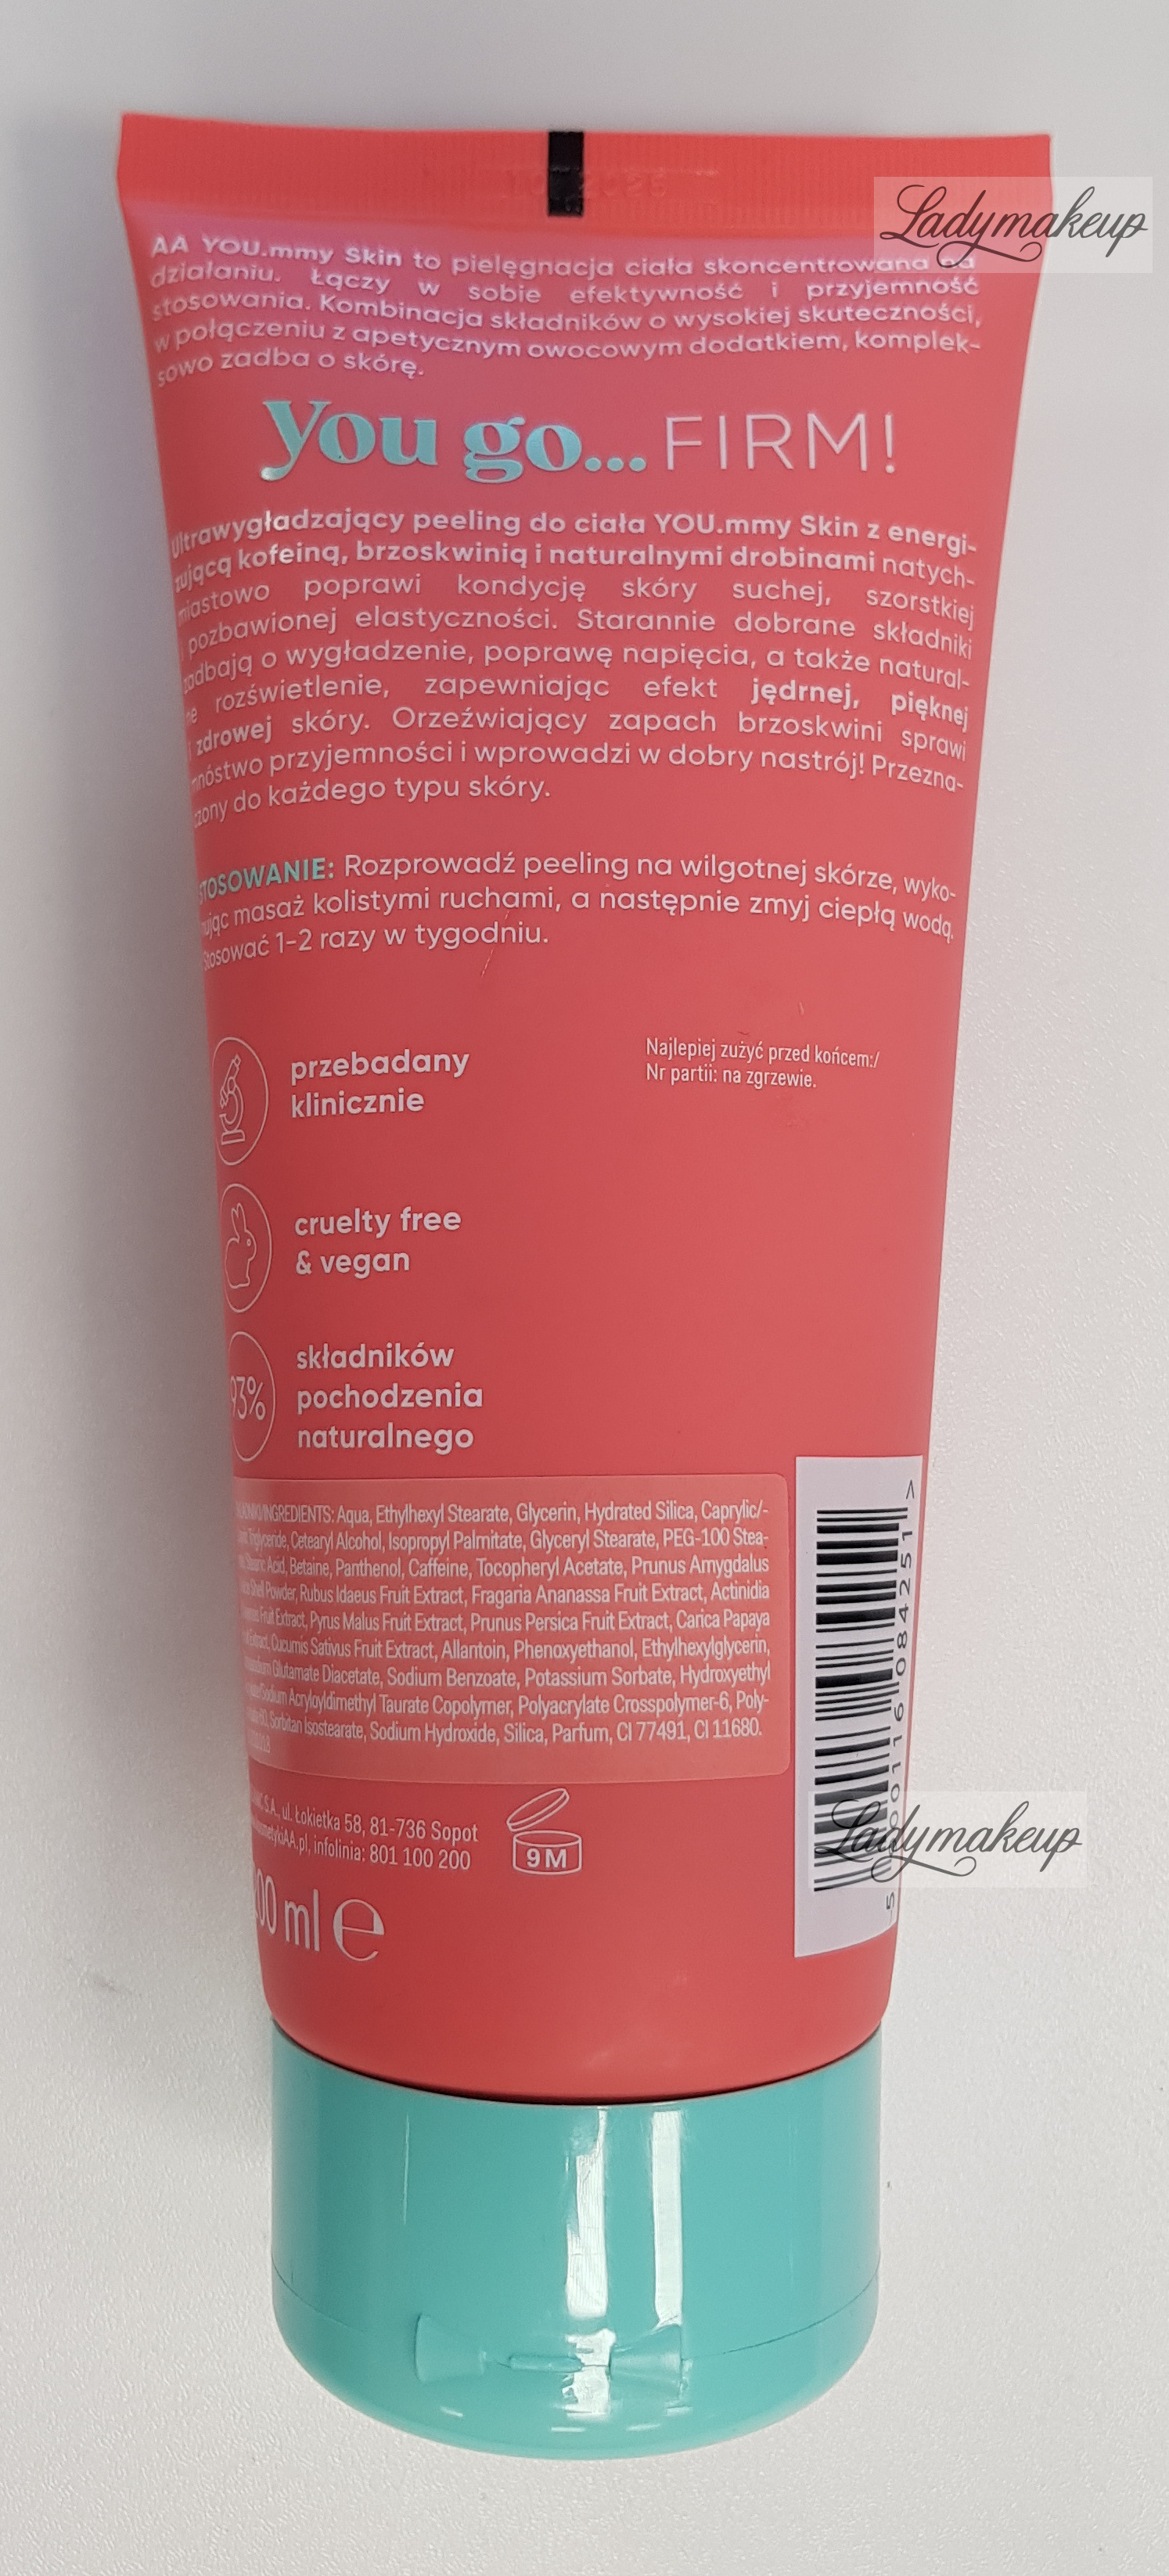 Ladymakeup
AA YOU.mmy Skin to pielęgnacja ciała skoncentrowana na
działaniu. Łączy w sobie efektywność i przyjemność
stosowania. Kombinacja składników o wysokiej skuteczności,
w połączeniu z apetycznym owocowym dodatkiem, komplek-
sowo zadba o skórę.
you go... FIRM!
Ultrawygładzający peeling do ciała YOU.mmy Skin z energi-
zującą kofeiną, brzoskwinią i naturalnymi drobinami natych-
miastowo poprawi kondycję skóry suchej, szorstkiej
pozbawionej elastyczności. Starannie dobrane składniki
zadbają o wygładzenie, poprawę napięcia, a także natural-
ne rozświetlenie, zapewniając efekt jędrnej, pięknej
i zdrowej skóry. Orzeźwiający zapach brzoskwini sprawi
mnóstwo przyjemności i wprowadzi w dobry nastrój! Przezna-
czony do każdego typu skóry.
STOSOWANIE: Rozprowadź peeling na wilgotnej skórze, wyko-
nując masaż kolistymi ruchami, a następnie zmyj ciepłą wodą.
Stosować 1-2 razy w tygodniu.
przebadany
klinicznie
Najlepiej zużyć przed końcem:/
Nr partii: na zgrzewie.
cruelty free
& vegan
93%
składników
pochodzenia
naturalnego
INGREDIENTS: Aqua, Ethylhexyl Stearate, Glycerin, Hydrated Silica, Caprylic/-
Triglyceride, Cetearyl Alcohol, Isopropyl Palmitate, Glyceryl Stearate, PEG-100 Stea-
Stearic Acid, Betaine, Panthenol, Caffeine, Tocopheryl Acetate, Prunus Amygdalus
Shell Powder, Rubus Idaeus Fruit Extract, Fragaria Ananassa Fruit Extract, Actinidia
Fruit Extract, Pyrus Malus Fruit Extract, Prunus Persica Fruit Extract, Carica Papaya
Extract, Cucumis Sativus Fruit Extract, Allantoin, Phenoxyethanol, Ethylhexylglycerin,
Glutamate Diacetate, Sodium Benzoate, Potassium Sorbate, Hydroxyethyl
Sodium Acryloyldimethyl Taurate Copolymer, Polyacrylate Crosspolymer-6, Poly-
60, Sorbitan Isostearate, Sodium Hydroxide, Silica, Parfum, CI 77491, CI 11680.
S.A., ul. Łokietka 58, 81-736 Sopot
infolinia: 801 100 200
9M
ml e
Ladymakeup